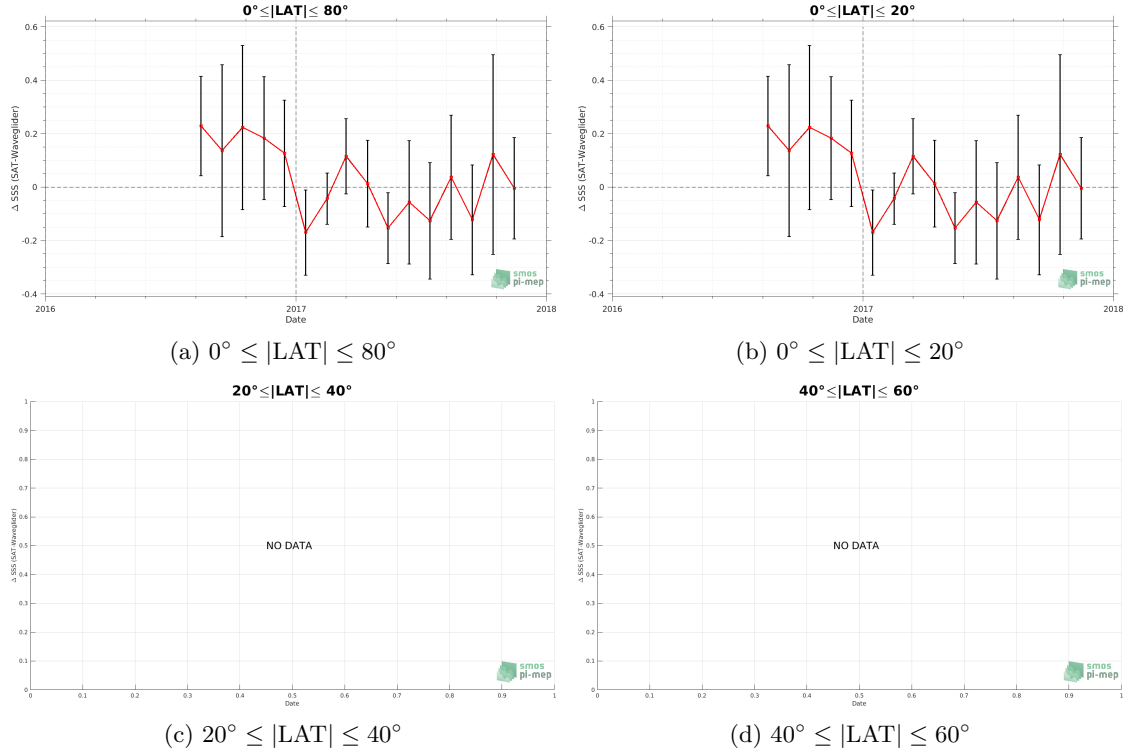 0°≤|LAT|≤ 80°
0.6
0.4
0.2
0
-0.2
-0.4
Δ SSS (SAT-Waveglider)
2016
2017
2018
Date
smos
pi-mep
(a) 0° ≤ |LAT| ≤ 80°
0°≤|LAT|≤ 20°
0.6
0.4
0.2
0
-0.2
-0.4
Δ SSS (SAT-Waveglider)
2016
2017
2018
Date
smos
pi-mep
(b) 0° ≤ |LAT| ≤ 20°
20°≤|LAT|≤ 40°
1
0.9
0.8
0.7
0.6
0.5
0.4
0.3
0.2
0.1
0
Δ SSS (SAT-Waveglider)
NO DATA
0 0.1 0.2 0.3 0.4 0.5 0.6 0.7 0.8 0.9 1
Date
smos
pi-mep
(c) 20° ≤ |LAT| ≤ 40°
40°≤|LAT|≤ 60°
1
0.9
0.8
0.7
0.6
0.5
0.4
0.3
0.2
0.1
0
Δ SSS (SAT-Waveglider)
NO DATA
0 0.1 0.2 0.3 0.4 0.5 0.6 0.7 0.8 0.9 1
Date
smos
pi-mep
(d) 40° ≤ |LAT| ≤ 60°